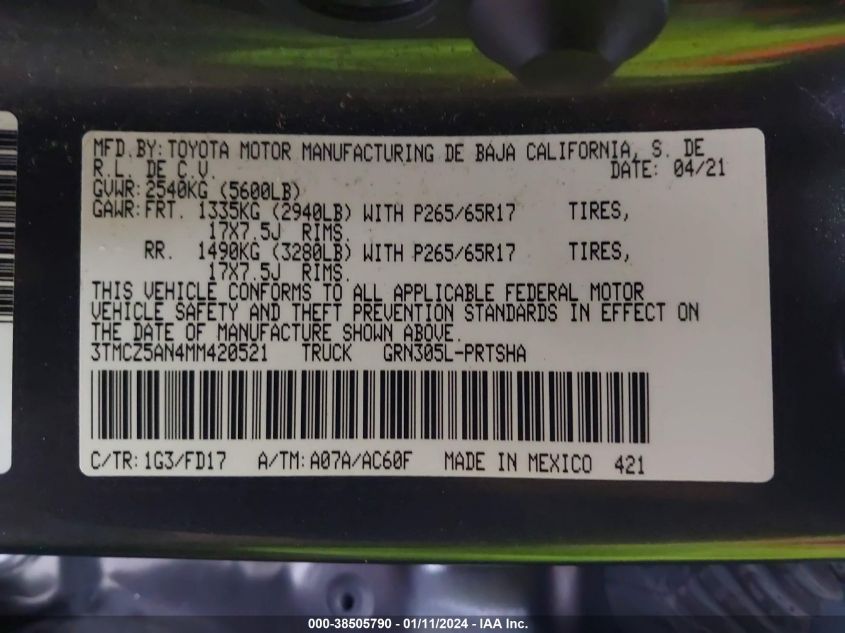 MFD.BY: TOYOTA MOTOR MANUFACTURING DE BAJA CALIFORNIA, S. DE
R.L. DE C.V. DATE: 04/21
GVWR: 2540KG (5600LB)
GAWR: FRT. 1335KG (2940LB) WITH P265/65R17 TIRES,
17X7.5J RIMS.
RR. 1490KG (3280LB) WITH P265/65R17 TIRES,
17X7.5J RIMS.
THIS VEHICLE CONFORMS TO ALL APPLICABLE FEDERAL MOTOR
VEHICLE SAFETY AND THEFT PREVENTION STANDARDS IN EFFECT ON
THE DATE OF MANUFACTURE SHOWN ABOVE.
3TMCZ5AN4MM420521 TRUCK GRN305L-PRTSHA
C/TR: 1G3/FD17 A/TM: A07A/AC60F MADE IN MEXICO 421
000-38505790 - 01/11/2024 - IAA Inc.